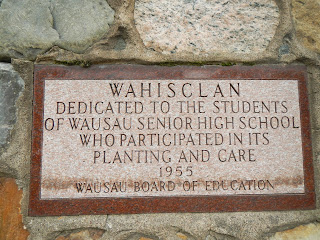 WAHISCLAN
DEDICATED TO THE STUDENTS
OF WAUSAU SENIOR HIGH SCHOOL
WHO PARTICIPATED IN ITS
PLANTING AND CARE
1955
WAUSAU BOARD OF EDUCATION